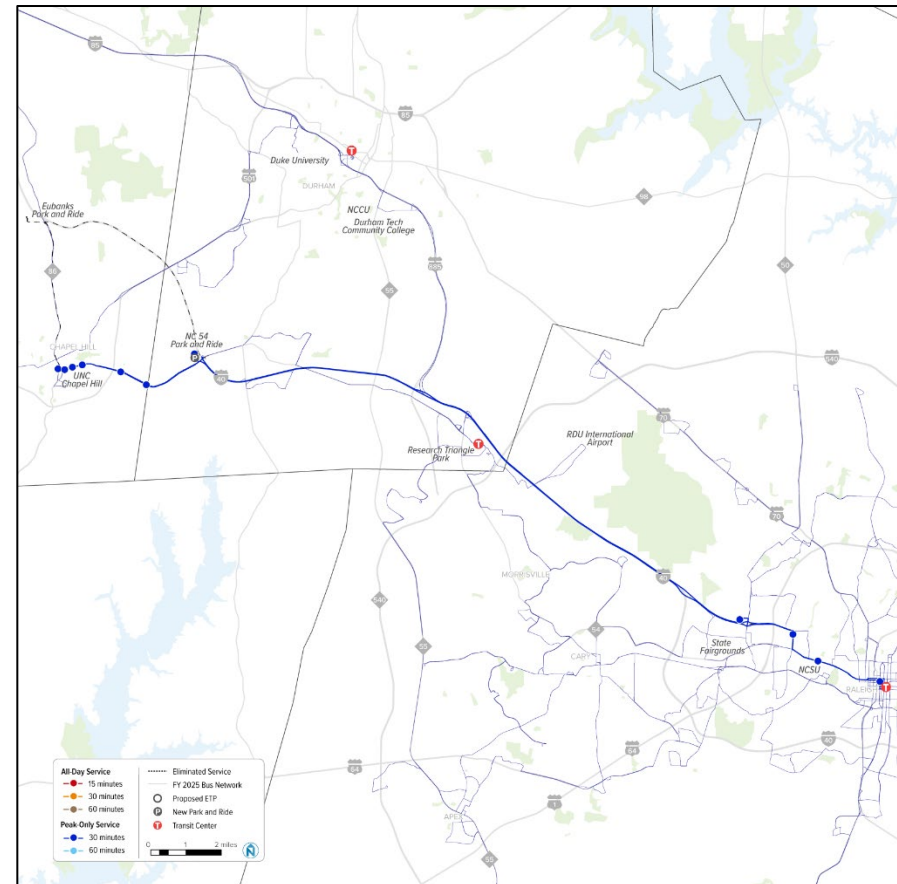 85
Duke University
DURHAM
85
501
NCCU
Durham Tech
Community College
98
Eubanks
Park and Ride
86
885
50
55
NC 54
Park and Ride
P
CHAPEL HILL
UNC
Chapel Hill
40
540
70
RDU International
Airport
Research Triangle
Park
T
70
MORRISVILLE
40
540
54
State
Fairgrounds
55
CARY
NCSU
RALEIGH
T
64
64
40
1
APEX
55
All-Day Service
15 minutes
30 minutes
60 minutes
Peak-Only Service
30 minutes
60 minutes
Eliminated Service
FY 2025 Bus Network
Proposed ETP
P New Park and Ride
T Transit Center
0 1 2 miles
N